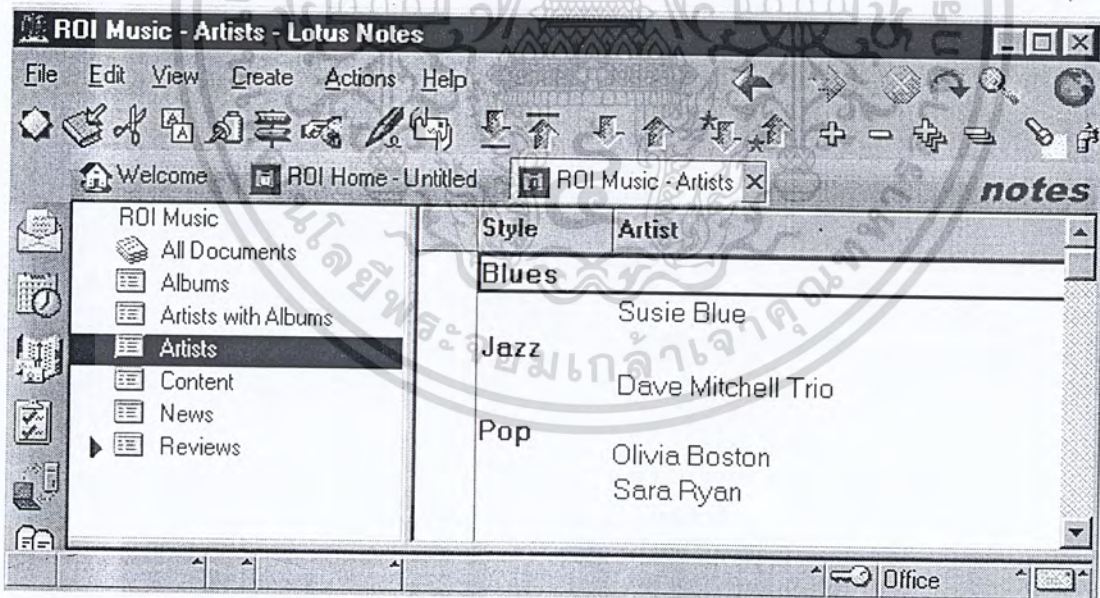 ROI Music - Artists - Lotus Notes
File Edit View Create Actions Help
Welcome ROI Home - Untitled ROI Music - Artists
notes
ROI Music
All Documents
Albums
Artists with Albums
Artists
Content
News
Reviews
Style Artist
Blues
Susie Blue
Jazz
Dave Mitchell Trio
Pop
Olivia Boston
Sara Ryan
Office